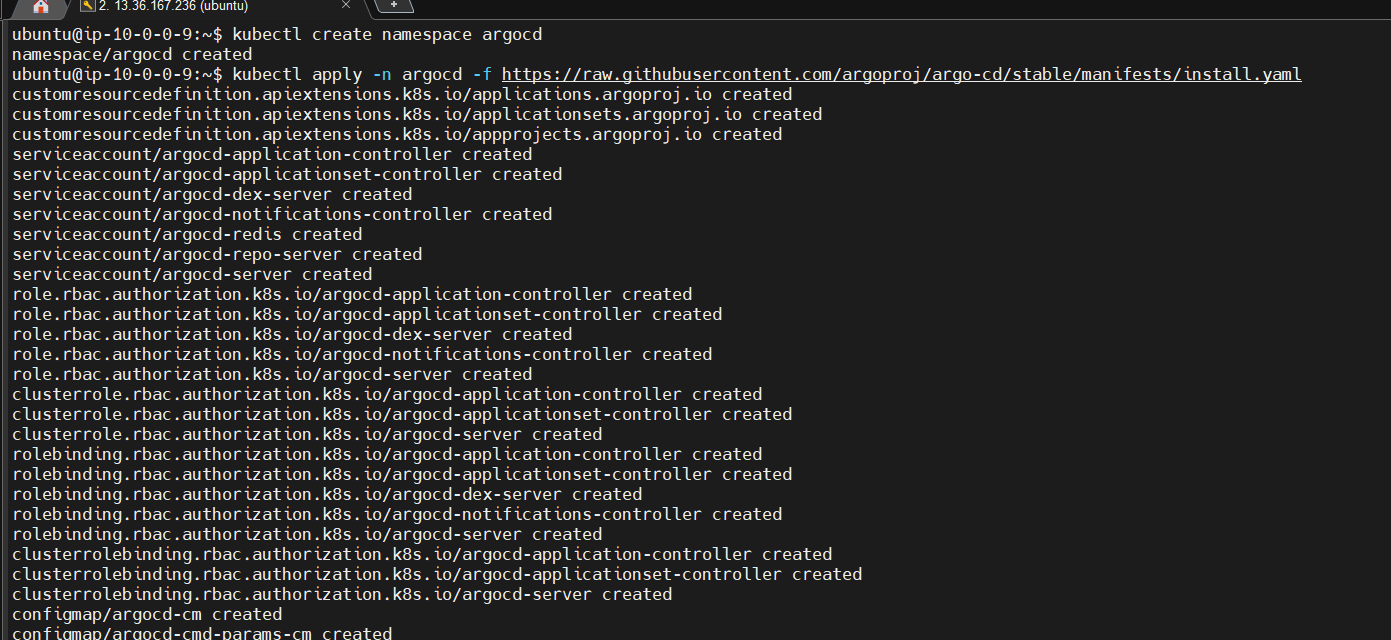 2. 13.36.167.236 (ubuntu)
ubuntu@ip-10-0-0-9:~$ kubectl create namespace argocd
namespace/argocd created
ubuntu@ip-10-0-0-9:~$ kubectl apply -n argocd -f https://raw.githubusercontent.com/argoproj/argo-cd/stable/manifests/install.yaml
customresourcedefinition.apiextensions.k8s.io/applications.argoproj.io created
customresourcedefinition.apiextensions.k8s.io/applicationsets.argoproj.io created
customresourcedefinition.apiextensions.k8s.io/appprojects.argoproj.io created
serviceaccount/argocd-application-controller created
serviceaccount/argocd-applicationset-controller created
serviceaccount/argocd-dex-server created
serviceaccount/argocd-notifications-controller created
serviceaccount/argocd-redis created
serviceaccount/argocd-repo-server created
serviceaccount/argocd-server created
role.rbac.authorization.k8s.io/argocd-application-controller created
role.rbac.authorization.k8s.io/argocd-applicationset-controller created
role.rbac.authorization.k8s.io/argocd-dex-server created
role.rbac.authorization.k8s.io/argocd-notifications-controller created
role.rbac.authorization.k8s.io/argocd-server created
clusterrole.rbac.authorization.k8s.io/argocd-application-controller created
clusterrole.rbac.authorization.k8s.io/argocd-applicationset-controller created
clusterrole.rbac.authorization.k8s.io/argocd-server created
rolebinding.rbac.authorization.k8s.io/argocd-application-controller created
rolebinding.rbac.authorization.k8s.io/argocd-applicationset-controller created
rolebinding.rbac.authorization.k8s.io/argocd-dex-server created
rolebinding.rbac.authorization.k8s.io/argocd-notifications-controller created
rolebinding.rbac.authorization.k8s.io/argocd-server created
clusterrolebinding.rbac.authorization.k8s.io/argocd-application-controller created
clusterrolebinding.rbac.authorization.k8s.io/argocd-applicationset-controller created
clusterrolebinding.rbac.authorization.k8s.io/argocd-server created
configmap/argocd-cm created
configmap/argocd-cmd-params-cm created